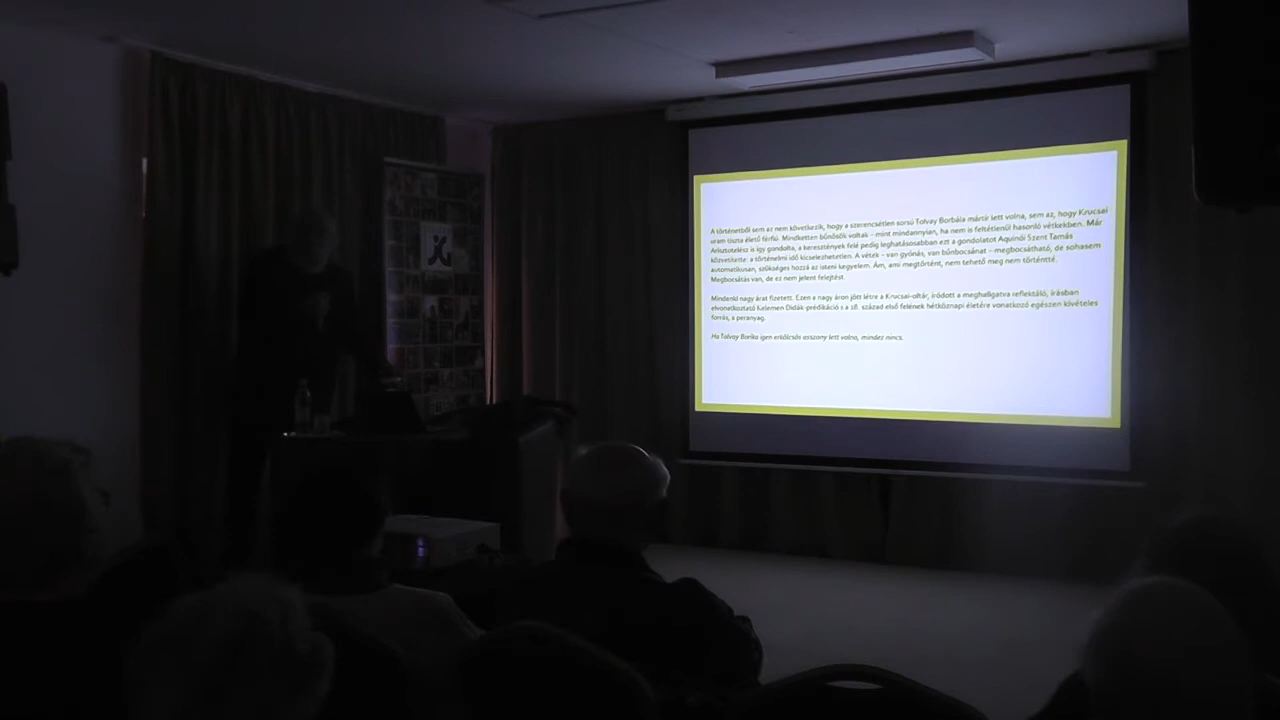 A történetből sem az nem következik, hogy a szerencsétlen sorsú Tolvay Borbála mártír lett volna, sem az, hogy Krucsai
uram tiszta életű férfiú. Mindketten bűnösök voltak – mint mindannyian, ha nem is feltétlenül hasonló vétkekben. Már
Arisztotelész is így gondolta, a keresztények felé pedig leghatásosabban ezt a gondolatot Aquinói Szent Tamás
közvetítette: a történelmi idő kicselezhetetlen. A vétek – van gyónás, van bűnbocsánat – megbocsátható, de sohasem
automatikusan, szükséges hozzá az isteni kegyelem. Ám, ami megtörtént, nem tehető meg nem történtté.
Megbocsátás van, de ez nem jelent felejtést.
Mindenki nagy árat fizetett. Ezen a nagy áron jött létre a Krucsai-oltár, íródott a meghallgatva reflektáló, írásban
elvonatkoztató Kelemen Didák-prédikáció s a 18. század első felének hétköznapi életére vonatkozó egészen kivételes
forrás, a peranyag.
Ha Tolvay Borika igen erkölcsös asszony lett volna, mindez nincs.